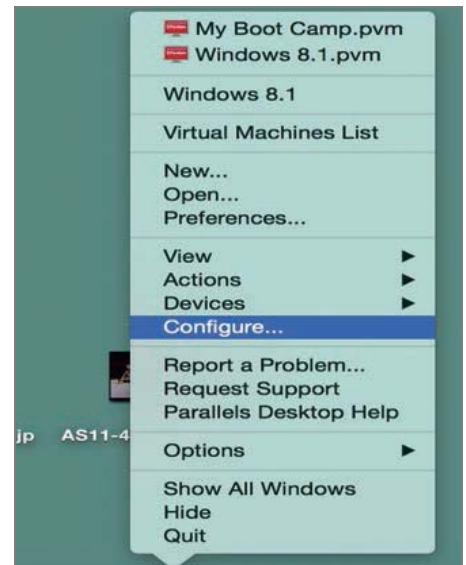 My Boot Camp.pvm
Windows 8.1.pvm
Windows 8.1
Virtual Machines List
New...
Open...
Preferences...
View
Actions
Devices
Configure...
Report a Problem...
Request Support
Parallels Desktop Help
jp AS11-4
Options
Show All Windows
Hide
Quit